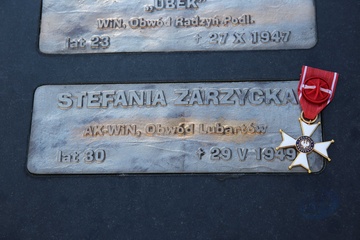 „UBEK”
WiN, Obwód Radzyń Podl.
lat 23 † 27 X 1947
STEFANIA ZARZYCKA
AK-WiN, Obwód Lubartów
lat 30 † 29 V 1949